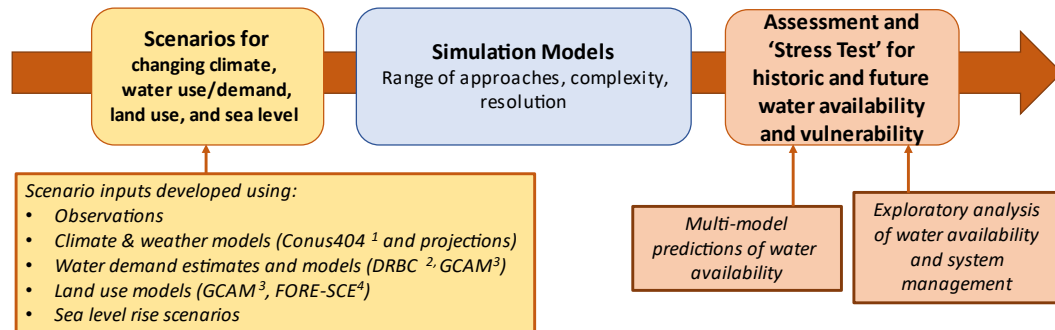 Scenarios for
changing climate,
water use/demand,
land use, and sea level
Simulation Models
Range of approaches, complexity,
resolution
Assessment and
‘Stress Test’ for
historic and future
water availability
and vulnerability
Scenario inputs developed using:
• Observations
• Climate & weather models (Conus404 ¹ and projections)
• Water demand estimates and models (DRBC ², GCAM³)
• Land use models (GCAM ³, FORE-SCE⁴)
• Sea level rise scenarios
Multi-model
predictions of water
availability
Exploratory analysis
of water availability
and system
management